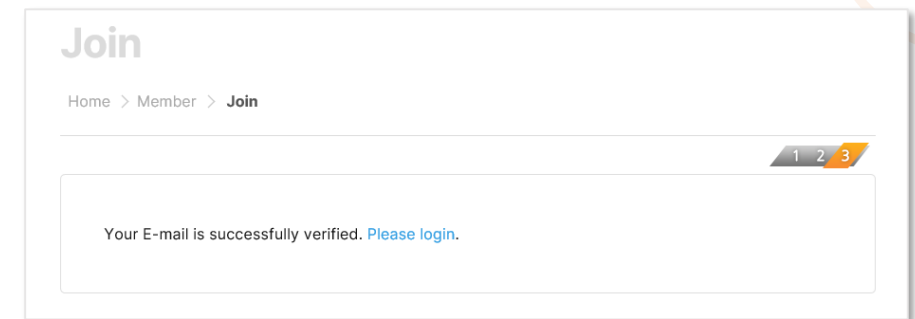 Join
Home > Member > Join
1 2 3
Your E-mail is successfully verified. Please login.